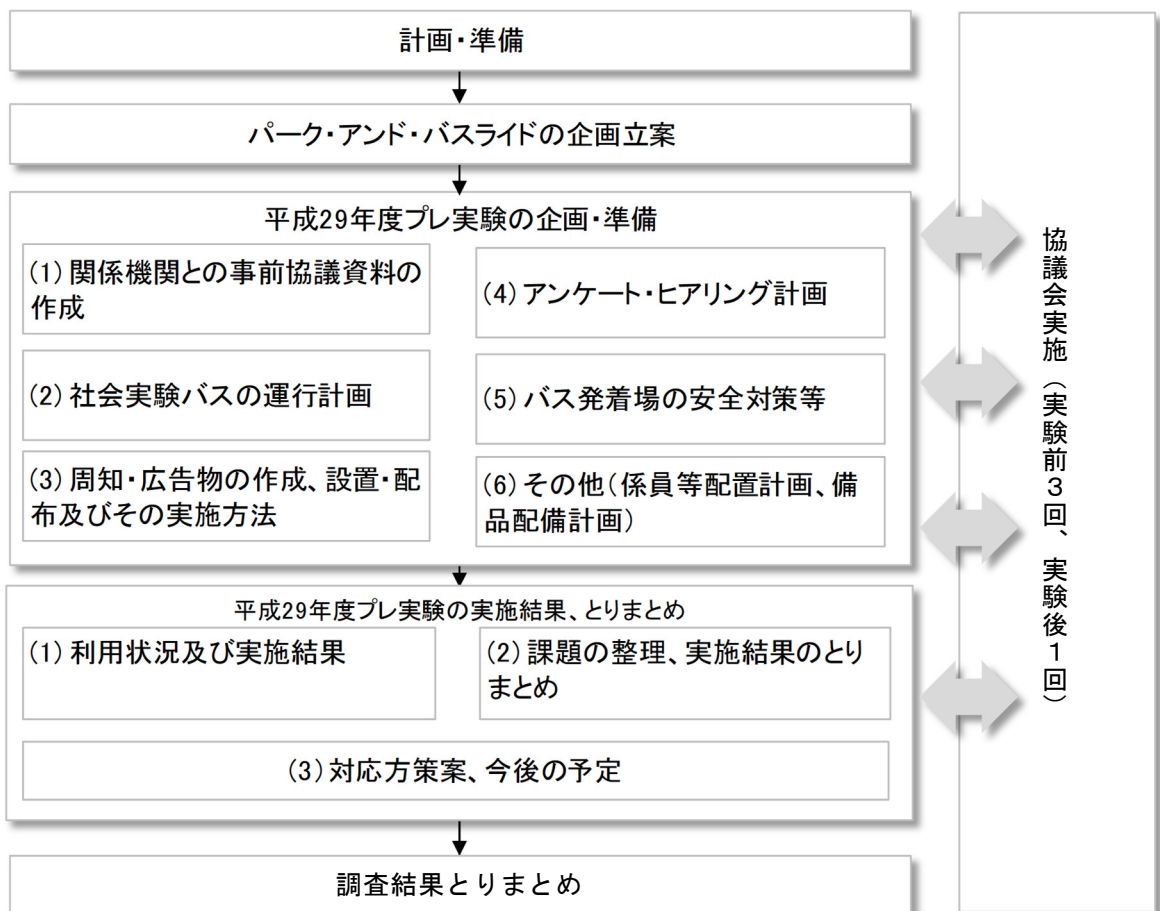 計画・準備
パーク・アンド・バスライドの企画立案
平成29年度プレ実験の企画・準備
(1)関係機関との事前協議資料の
作成
(2)社会実験バスの運行計画
(3)周知・広告物の作成、設置・配
布及びその実施方法
(4)アンケート・ヒアリング計画
(5)バス発着場の安全対策等
(6)その他(係員等配置計画、備
品配備計画)
平成29年度プレ実験の実施結果、とりまとめ
(1)利用状況及び実施結果
(2)課題の整理、実施結果のとり
まとめ
(3)対応方策案、今後の予定
調査結果とりまとめ
協議会実施(実験前3回、実験後1回)